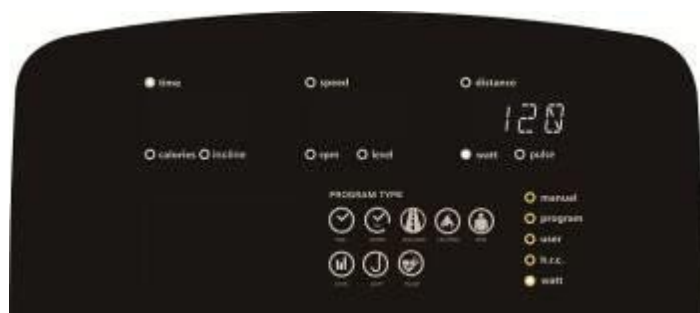 time speed distance
120
calories incline rpm level watt pulse
PROGRAM TYPE
manual
program
user
h.r.c.
watt